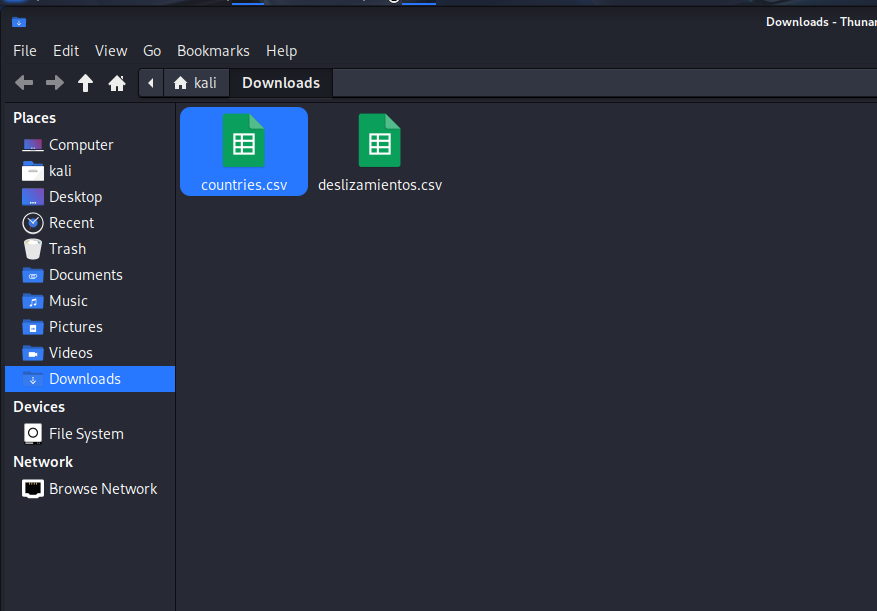 Downloads - Thunar
File Edit View Go Bookmarks Help
kali Downloads
Places
Computer
kali
Desktop
Recent
Trash
Documents
Music
Pictures
Videos
Downloads
Devices
File System
Network
Browse Network
countries.csv deslizamientos.csv